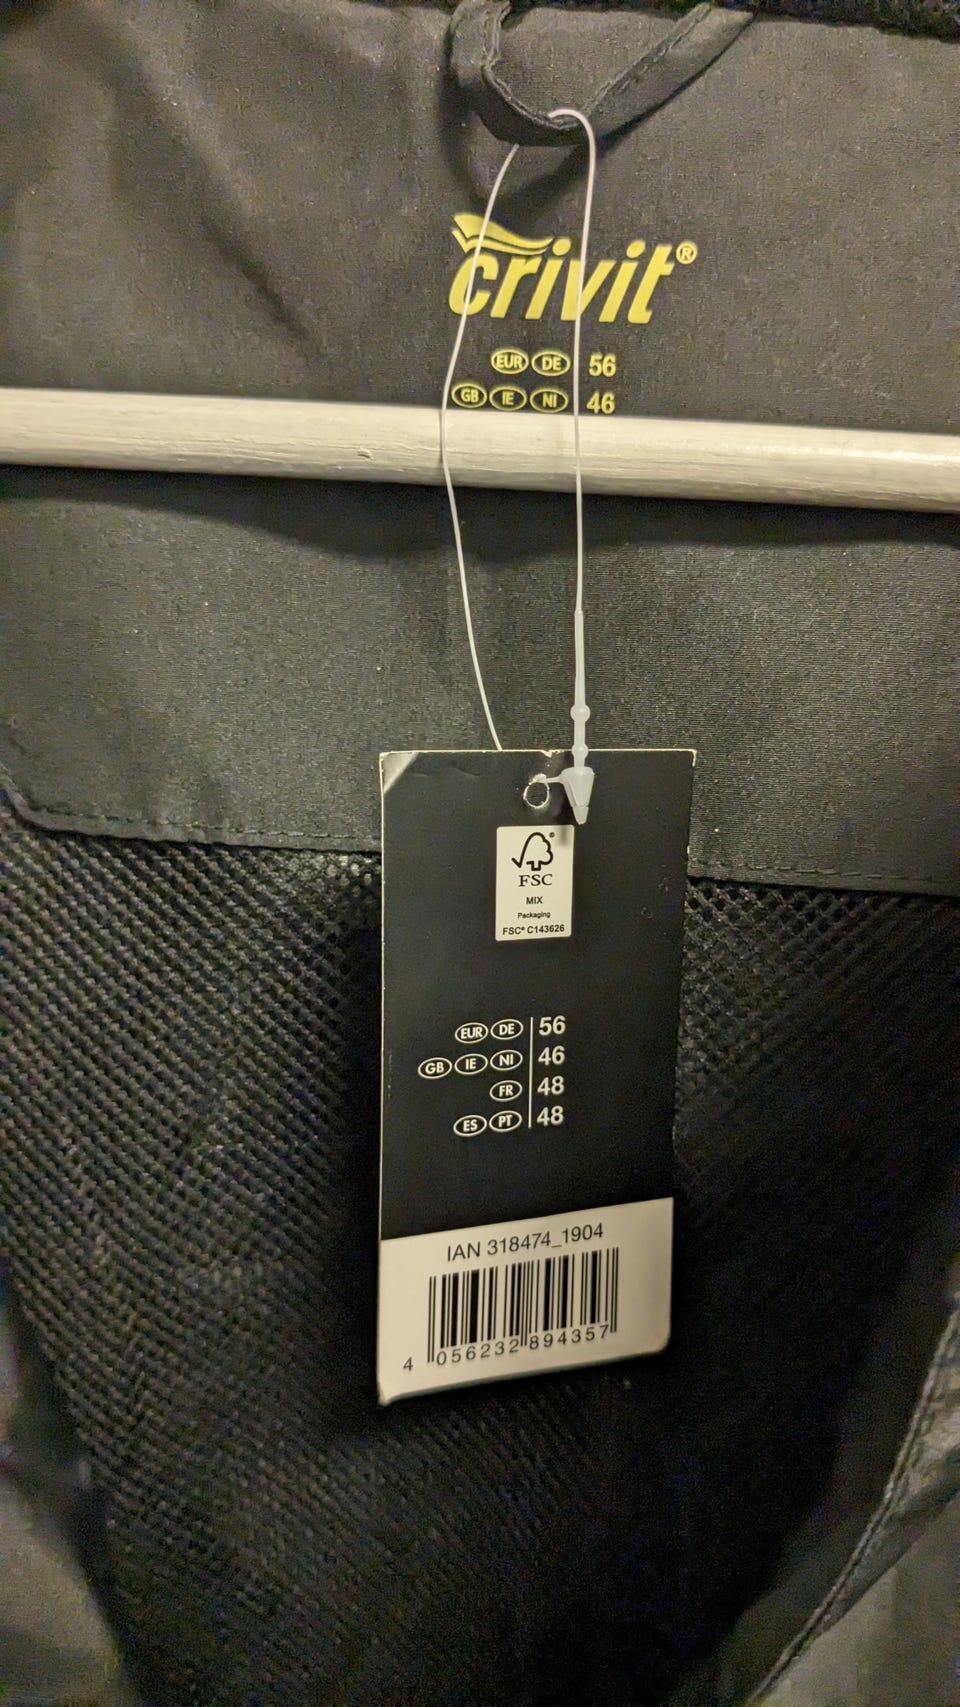 crivit®
EUR DE 56
GB IE NI 46
FSC®
MIX
Packaging
FSC® C143626
EUR DE 56
GB IE NI 46
FR 48
ES PT 48
IAN 318474_1904
4 056232 894357